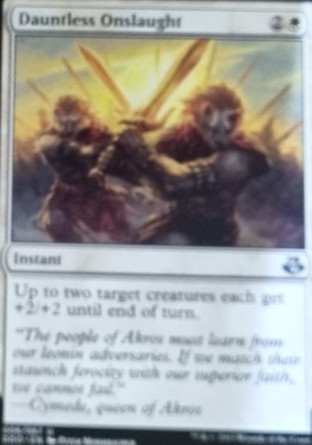 Dauntless Onslaught 2
Instant
Up to two target creatures each get
+2/+2 until end of turn.
"The people of Akros must learn from
our leonin adversaries. If we match their
staunch ferocity with our superior faith,
we cannot fail."
—Cymede, queen of Akros